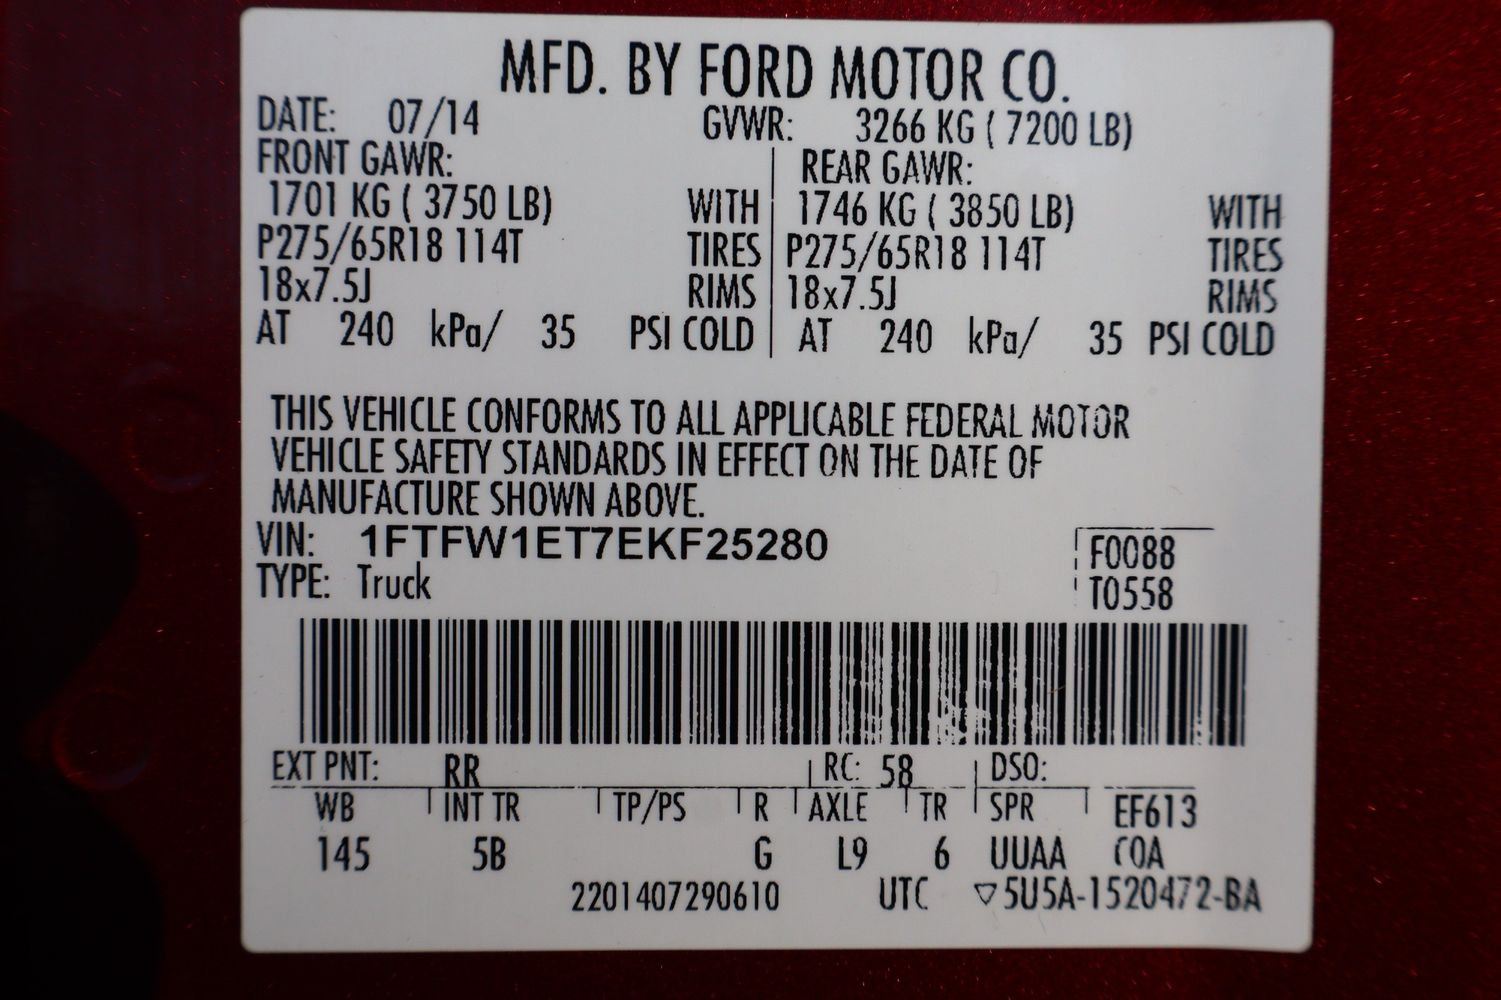 MFD. BY FORD MOTOR CO.
DATE: 07/14 GVWR: 3266 KG ( 7200 LB)
FRONT GAWR: REAR GAWR:
1701 KG ( 3750 LB) WITH 1746 KG ( 3850 LB) WITH
P275/65R18 114T TIRES P275/65R18 114T TIRES
18x7.5J RIMS 18x7.5J RIMS
AT 240 kPa/ 35 PSI COLD AT 240 kPa/ 35 PSI COLD
THIS VEHICLE CONFORMS TO ALL APPLICABLE FEDERAL MOTOR
VEHICLE SAFETY STANDARDS IN EFFECT ON THE DATE OF
MANUFACTURE SHOWN ABOVE.
VIN: 1FTFW1ET7EKF25280
F0088
TYPE: Truck
T0558
EXT PNT: RR RC: 58 DSO:
WB INT TR TP/PS R AXLE TR SPR EF613
145 5B G L9 6 UUAA
2201407290610 UTC ▽5U5A-1520472-BA